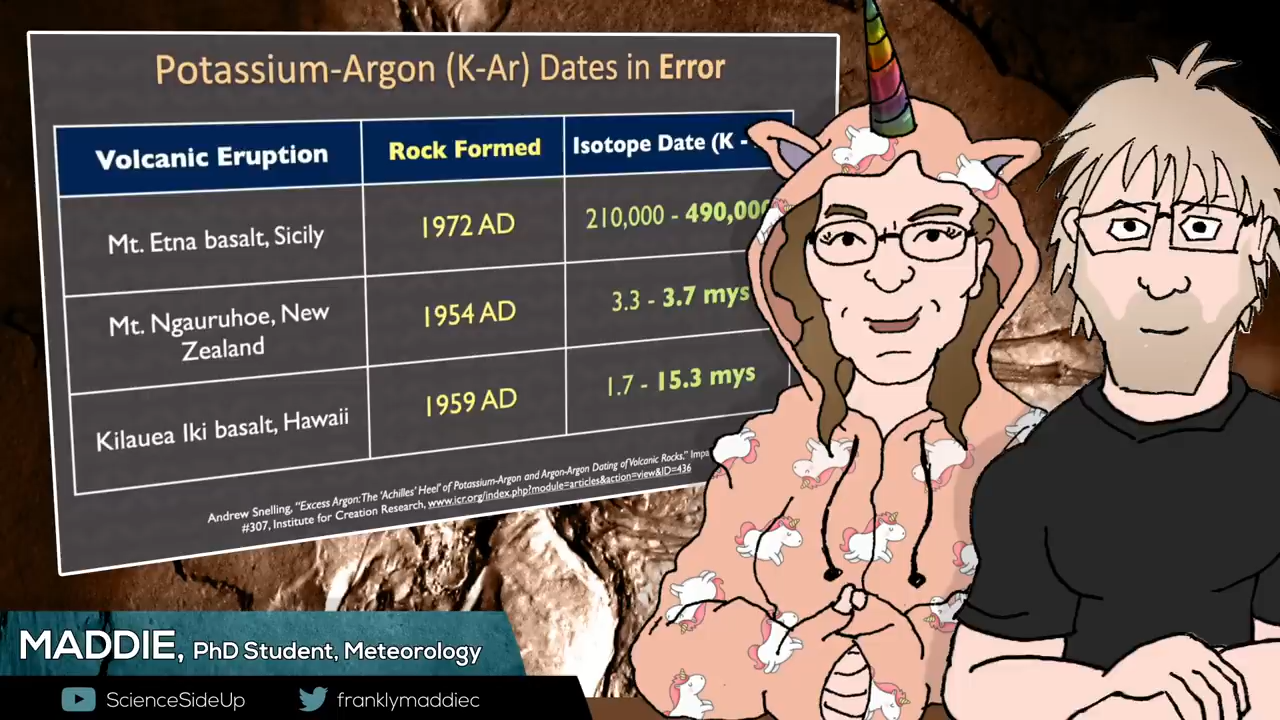 Potassium-Argon (K-Ar) Dates in Error
Volcanic Eruption
Rock Formed
Isotope Date (K -
Mt. Etna basalt, Sicily
1972 AD
210,000 - 490,000
Mt. Ngauruhoe, New
Zealand
1954 AD
3.3 - 3.7 mys
Kilauea Iki basalt, Hawaii
1959 AD
1.7 - 15.3 mys
Andrew Snelling, "Excess Argon: The 'Achilles' Heel' of Potassium-Argon and Argon-Argon Dating of Volcanic Rocks."
#307, Institute for Creation Research, www.icr.org/index.php?module=articles&action=view&ID=436
MADDIE, PhD Student, Meteorology
ScienceSideUp
franklymaddiec